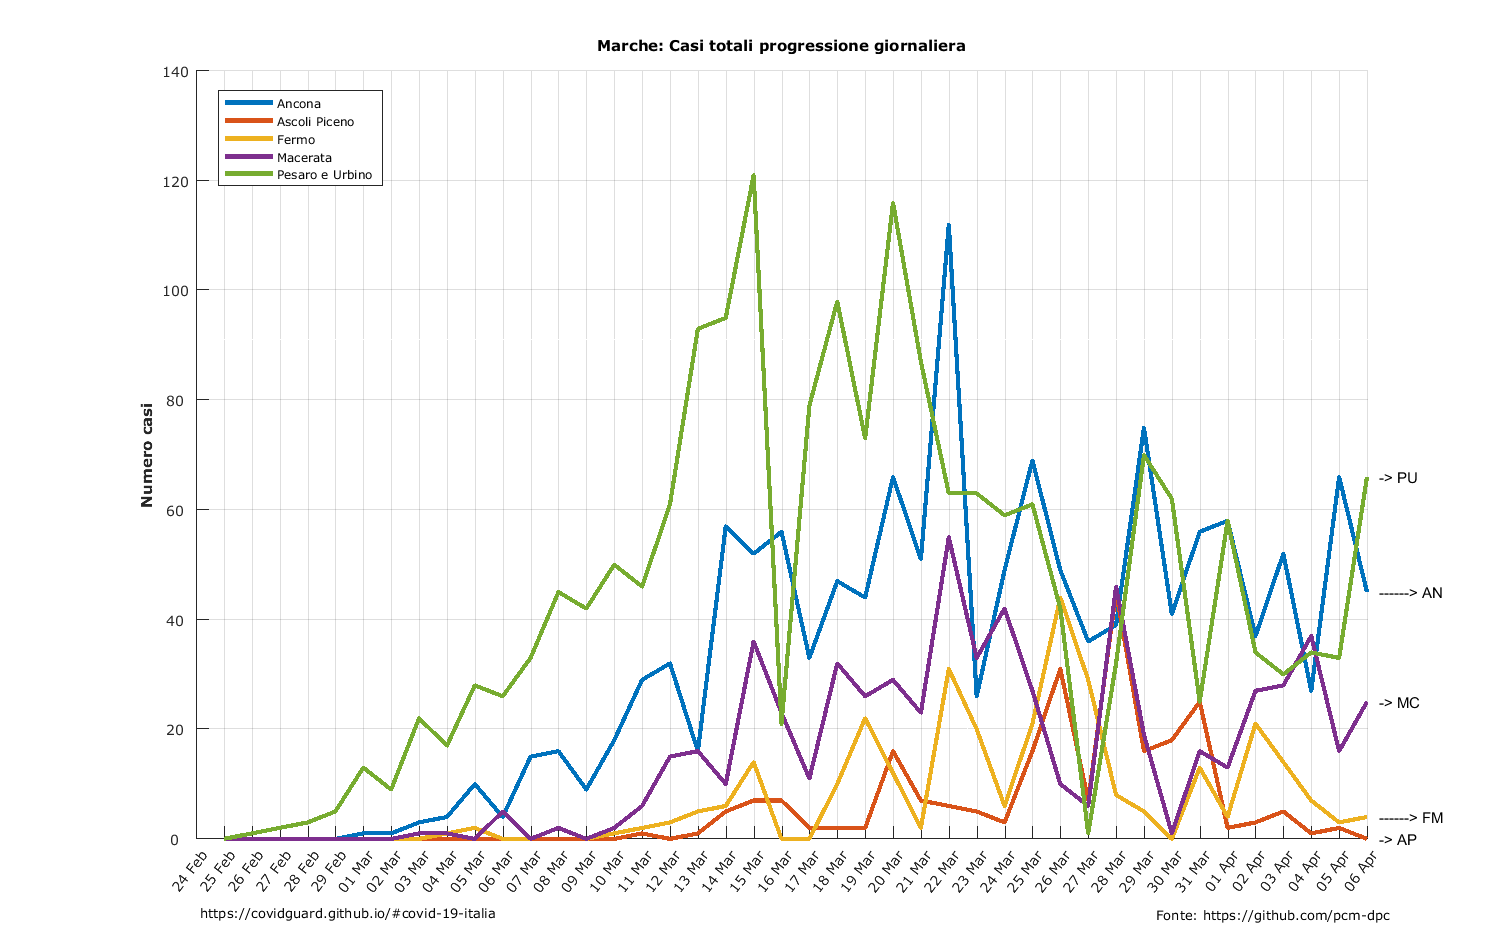 Marche: Casi totali progressione giornaliera
140
120
100
80
60
40
20
0
Numero casi
Ancona
Ascoli Piceno
Fermo
Macerata
Pesaro e Urbino
-> PU
------> AN
-> MC
------> FM
-> AP
24 Feb
25 Feb
26 Feb
27 Feb
28 Feb
29 Feb
01 Mar
02 Mar
03 Mar
04 Mar
05 Mar
06 Mar
07 Mar
08 Mar
09 Mar
10 Mar
11 Mar
12 Mar
13 Mar
14 Mar
15 Mar
16 Mar
17 Mar
18 Mar
19 Mar
20 Mar
21 Mar
22 Mar
23 Mar
24 Mar
25 Mar
26 Mar
27 Mar
28 Mar
29 Mar
30 Mar
31 Mar
01 Apr
02 Apr
03 Apr
04 Apr
05 Apr
06 Apr
https://covidguard.github.io/#covid-19-italia
Fonte: https://github.com/pcm-dpc